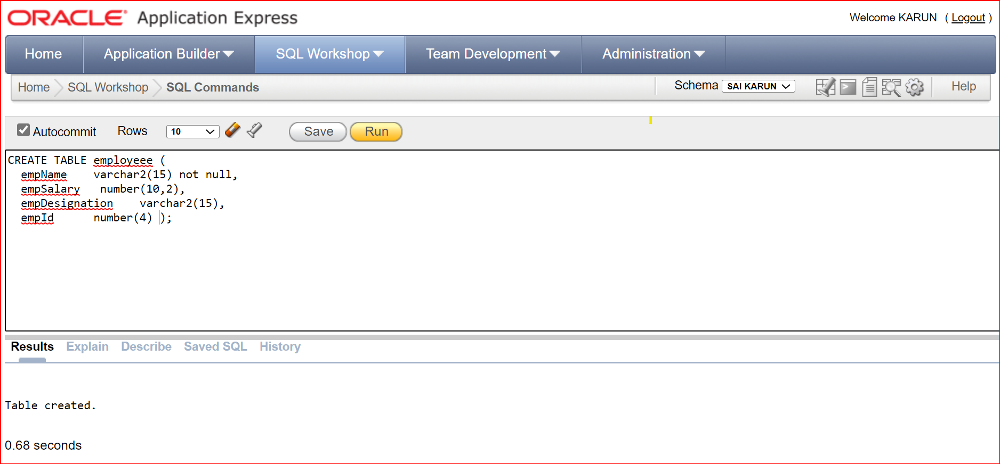 ORACLE® Application Express
Welcome KARUN ( Logout )
Home Application Builder SQL Workshop Team Development Administration
Home SQL Workshop SQL Commands Schema SAI KARUN Help
Autocommit Rows 10 Save Run
CREATE TABLE employeee (
empName varchar2(15) not null,
empSalary number(10,2),
empDesignation varchar2(15),
empId number(4) );
Results Explain Describe Saved SQL History
Table created.
0.68 seconds